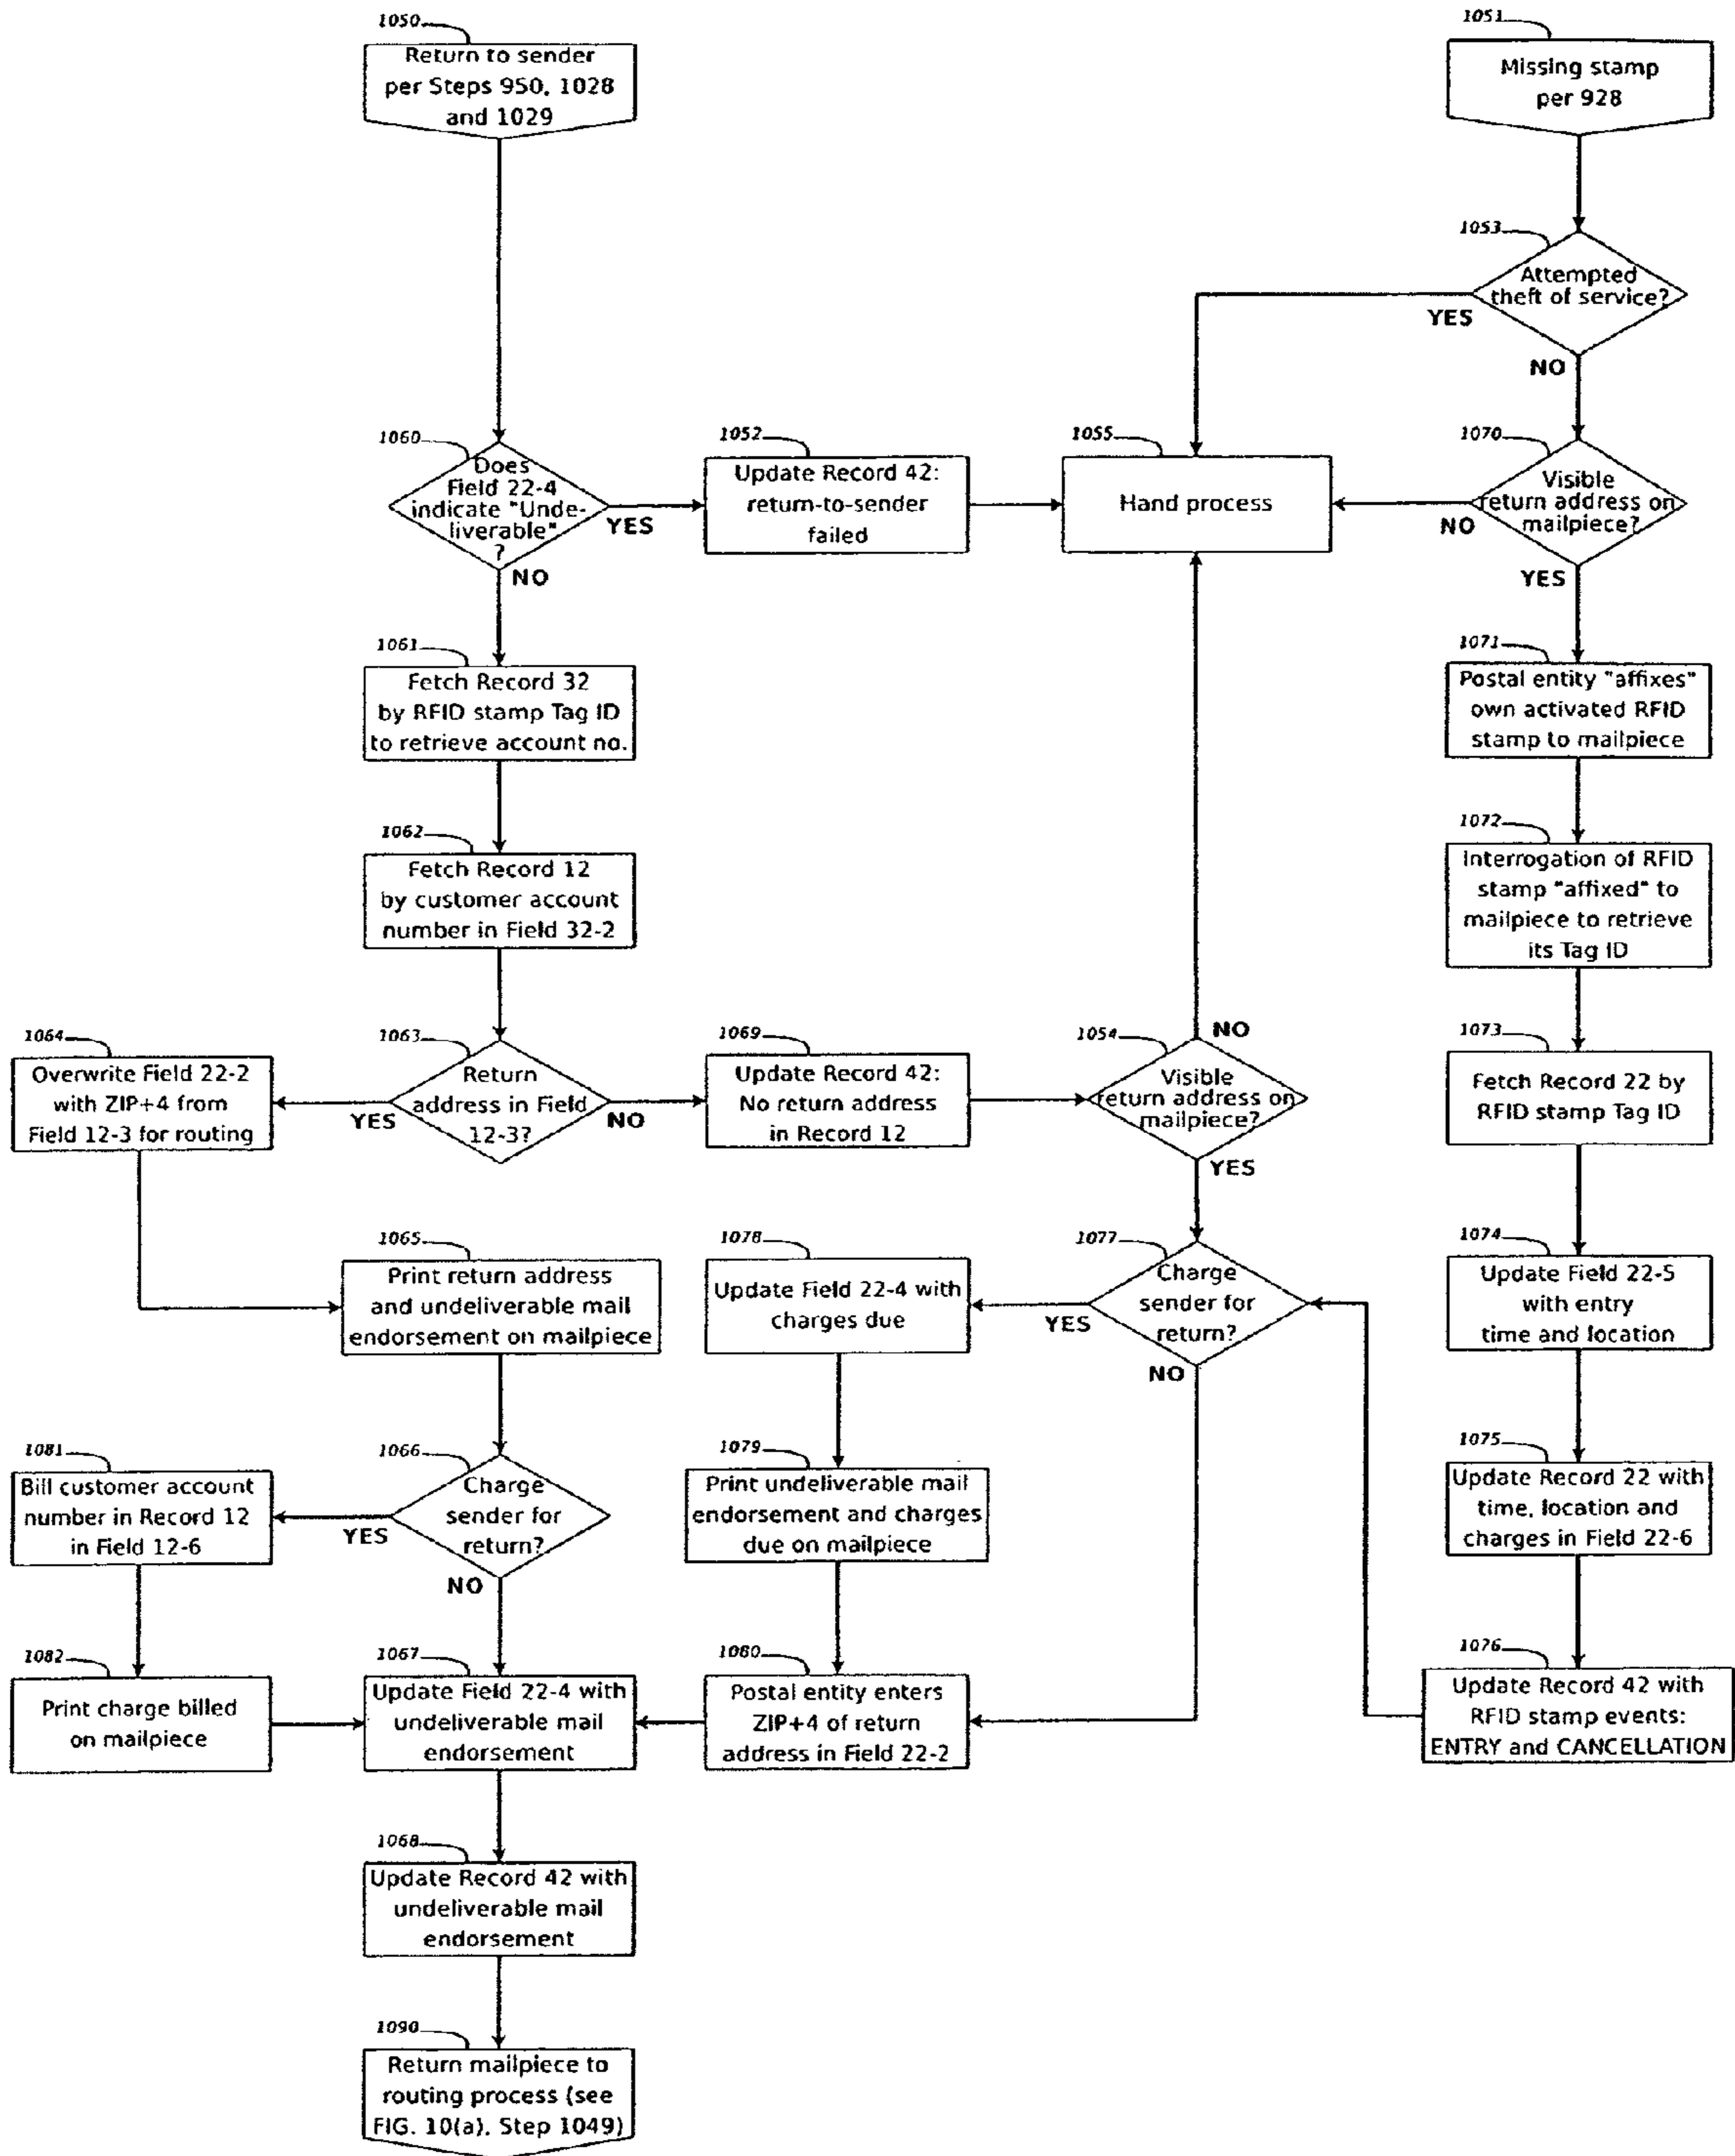 1050
Return to sender
per Steps 950, 1028
and 1029
1051
Missing stamp
per 928
1053
Attempted
theft of service?
YES
NO
1060
Does
Field 22-4
indicate "Unde-
liverable"
?
YES
NO
1052
Update Record 42:
return-to-sender
failed
1055
Hand process
1070
Visible
return address on
mailpiece?
NO
YES
1061
Fetch Record 32
by RFID stamp Tag ID
to retrieve account no.
1071
Postal entity "affixes"
own activated RFID
stamp to mailpiece
1062
Fetch Record 12
by customer account
number in Field 32-2
1072
Interrogation of RFID
stamp "affixed" to
mailpiece to retrieve
its Tag ID
1064
Overwrite Field 22-2
with ZIP+4 from
Field 12-3 for routing
1063
Return
address in Field
12-3?
YES
NO
1069
Update Record 42:
No return address
in Record 12
1054
Visible
return address on
mailpiece?
NO
YES
1073
Fetch Record 22 by
RFID stamp Tag ID
1065
Print return address
and undeliverable mail
endorsement on mailpiece
1078
Update Field 22-4 with
charges due
1077
Charge
sender for
return?
YES
NO
1074
Update Field 22-5
with entry
time and location
1081
Bill customer account
number in Record 12
in Field 12-6
1066
Charge
sender for
return?
YES
NO
1079
Print undeliverable mail
endorsement and charges
due on mailpiece
1075
Update Record 22 with
time, location and
charges in Field 22-6
1082
Print charge billed
on mailpiece
1067
Update Field 22-4 with
undeliverable mail
endorsement
1080
Postal entity enters
ZIP+4 of return
address in Field 22-2
1076
Update Record 42 with
RFID stamp events:
ENTRY and CANCELLATION
1068
Update Record 42 with
undeliverable mail
endorsement
1090
Return mailpiece to
routing process (see
FIG. 10(a), Step 1049)